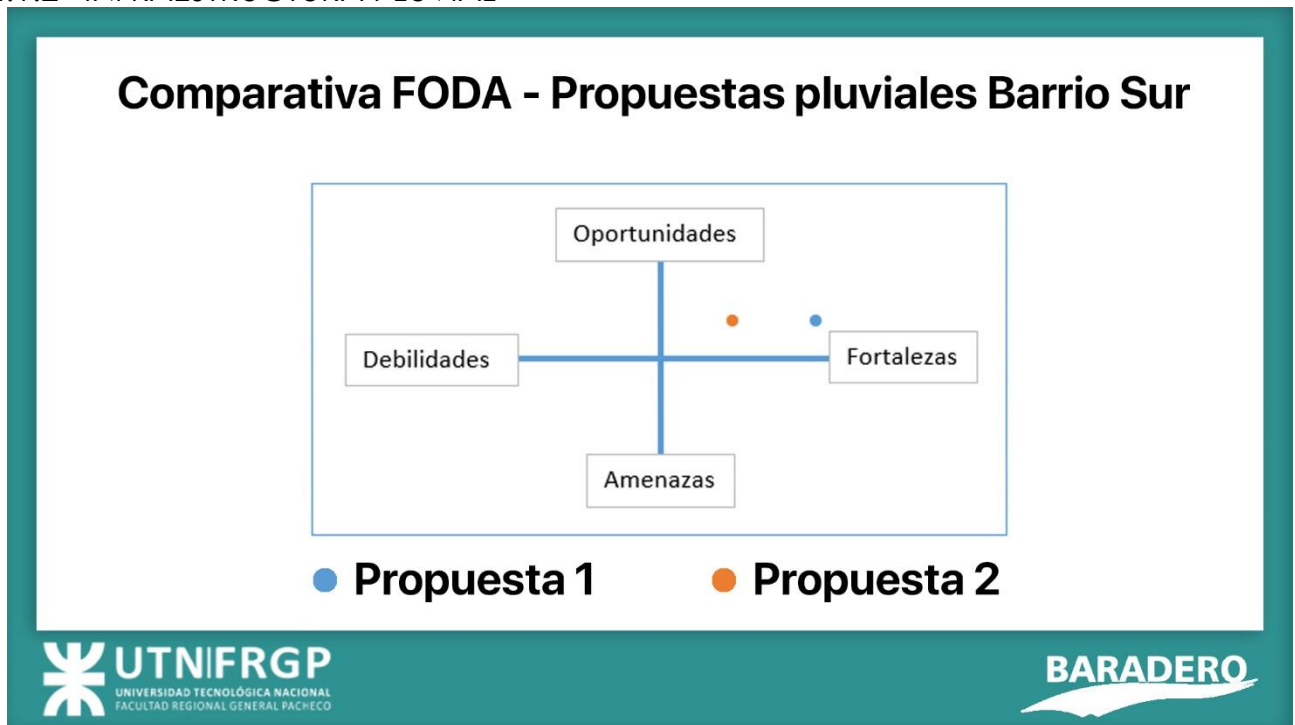 Comparativa FODA - Propuestas pluviales Barrio Sur
Oportunidades
Debilidades
Fortalezas
Amenazas
Propuesta 1
Propuesta 2
UTN|FRGP
UNIVERSIDAD TECNOLÓGICA NACIONAL
FACULTAD REGIONAL GENERAL PACHECO
BARADERO